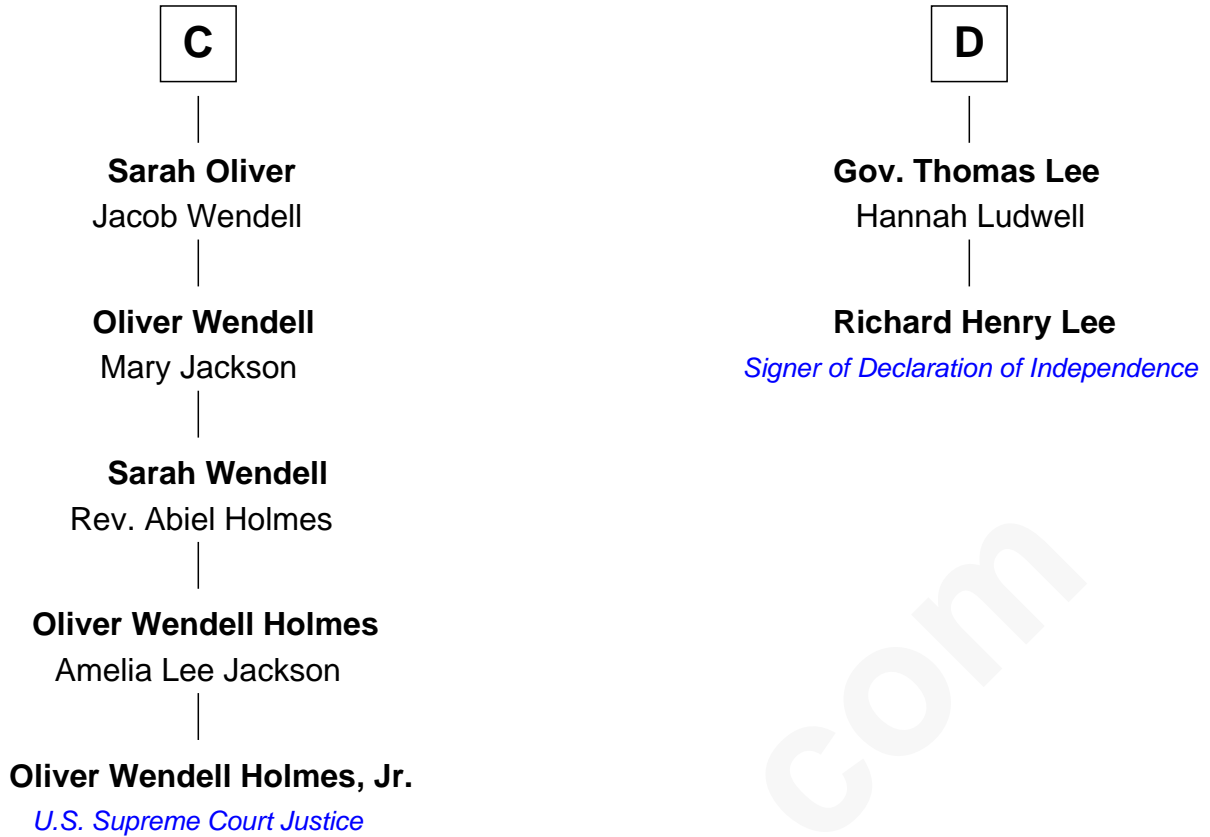 C
Sarah Oliver
Jacob Wendell
Oliver Wendell
Mary Jackson
Sarah Wendell
Rev. Abiel Holmes
Oliver Wendell Holmes
Amelia Lee Jackson
Oliver Wendell Holmes, Jr.
U.S. Supreme Court Justice
D
Gov. Thomas Lee
Hannah Ludwell
Richard Henry Lee
Signer of Declaration of Independence
com